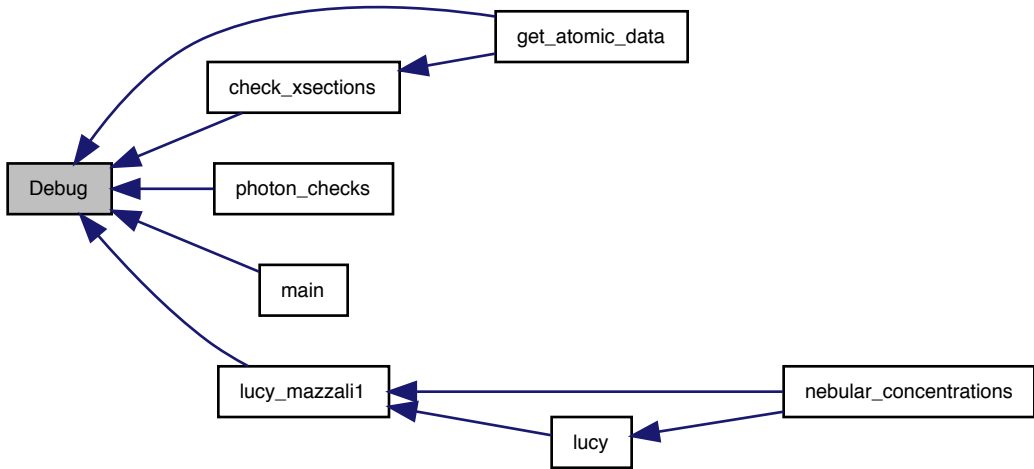 get_atomic_data
check_xsections
Debug
photon_checks
main
lucy_mazzali1
nebular_concentrations
lucy